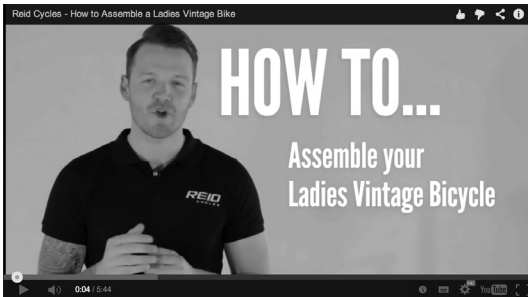 Reid Cycles - How to Assemble a Ladies Vintage Bike
HOW TO...
Assemble your
Ladies Vintage Bicycle
REID
CYCLES
0:04 / 5:44
HD
YouTube